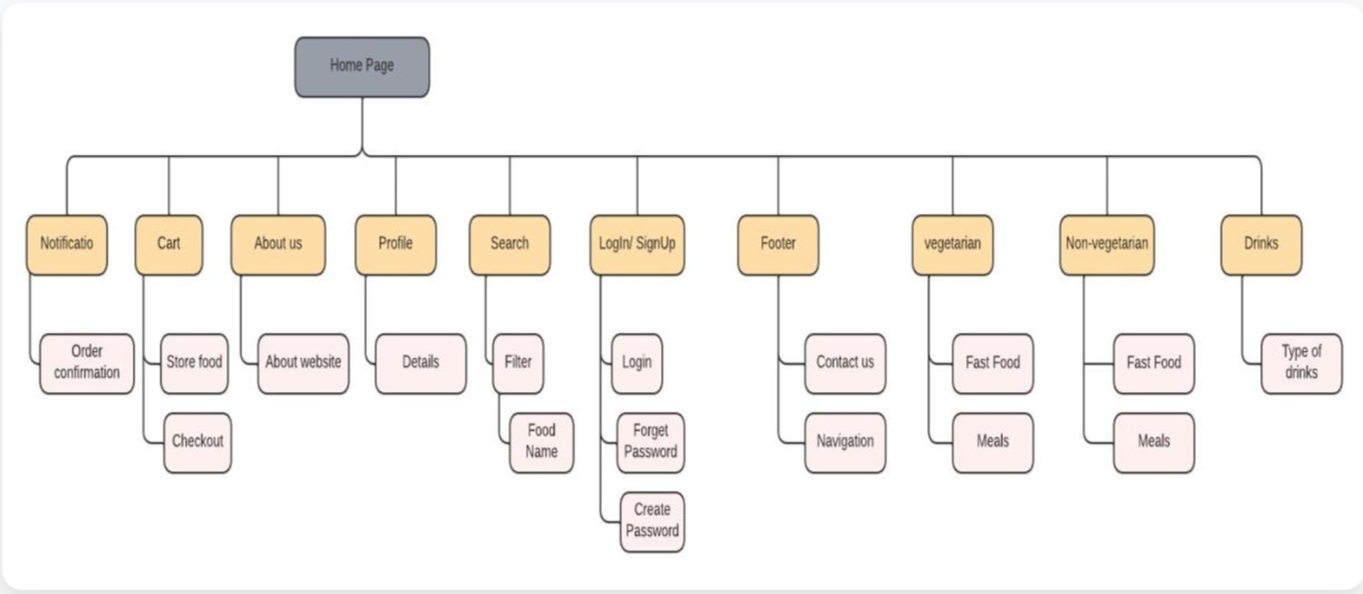 Home Page
Notificatio
Cart
About us
Profile
Search
LogIn/ SignUp
Footer
vegetarian
Non-vegetarian
Drinks
Order
confirmation
Store food
About website
Details
Filter
Login
Contact us
Fast Food
Fast Food
Type of
drinks
Checkout
Food
Name
Forget
Password
Navigation
Meals
Meals
Create
Password